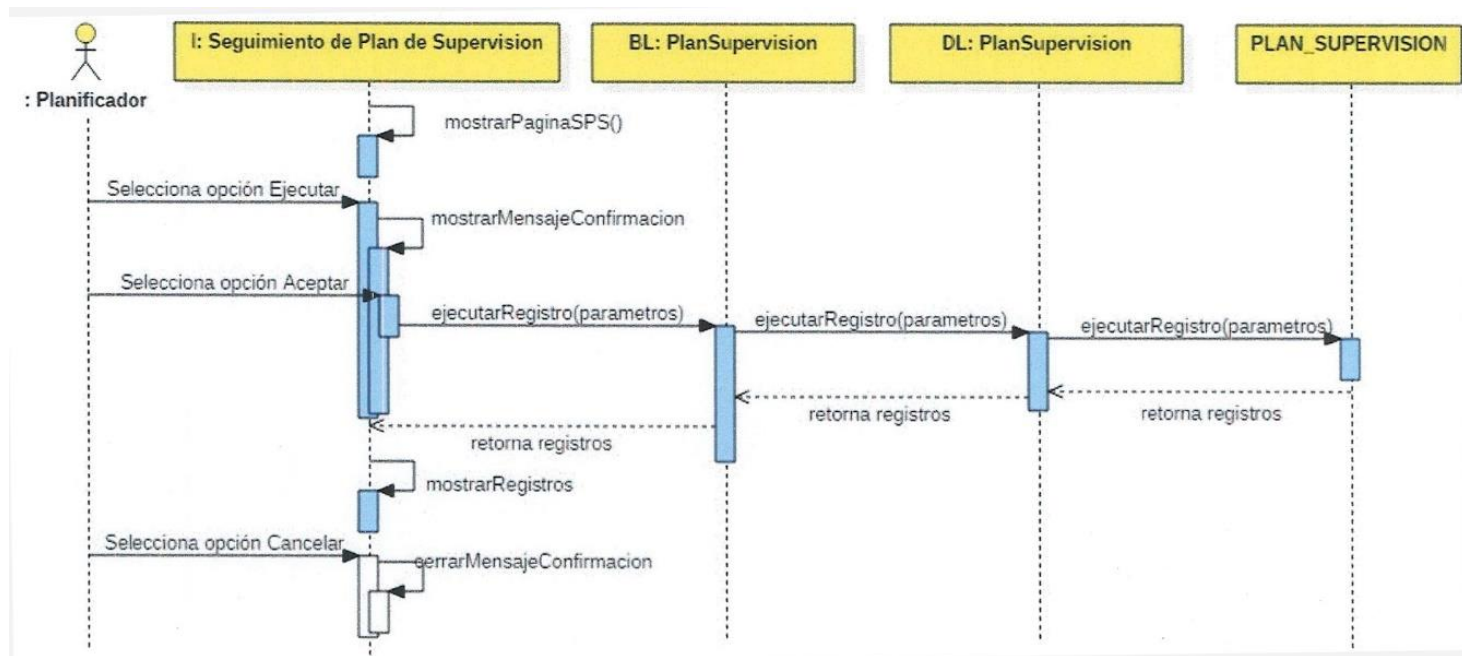 I: Seguimiento de Plan de Supervision
BL: PlanSupervision
DL: PlanSupervision
PLAN_SUPERVISION
: Planificador
mostrarPaginaSPS()
Selecciona opción Ejecutar
mostrarMensajeConfirmacion
Selecciona opción Aceptar
ejecutarRegistro(parametros)
ejecutarRegistro(parametros)
ejecutarRegistro(parametros)
retorna registros
retorna registros
retorna registros
mostrarRegistros
Selecciona opción Cancelar
cerrarMensajeConfirmacion